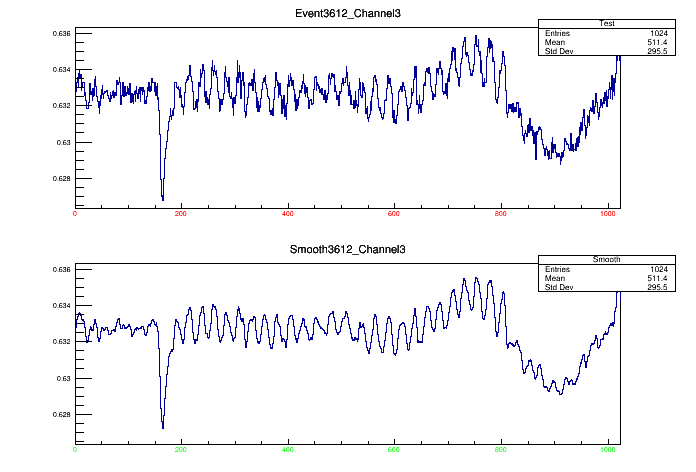 Event3612_Channel3
Test
Entries 1024
Mean 511.4
Std Dev 295.5
0.636
0.634
0.632
0.63
0.628
0 200 400 600 800 1000
Smooth3612_Channel3
Smooth
Entries 1024
Mean 511.4
Std Dev 295.5
0.636
0.634
0.632
0.63
0.628
0 200 400 600 800 1000